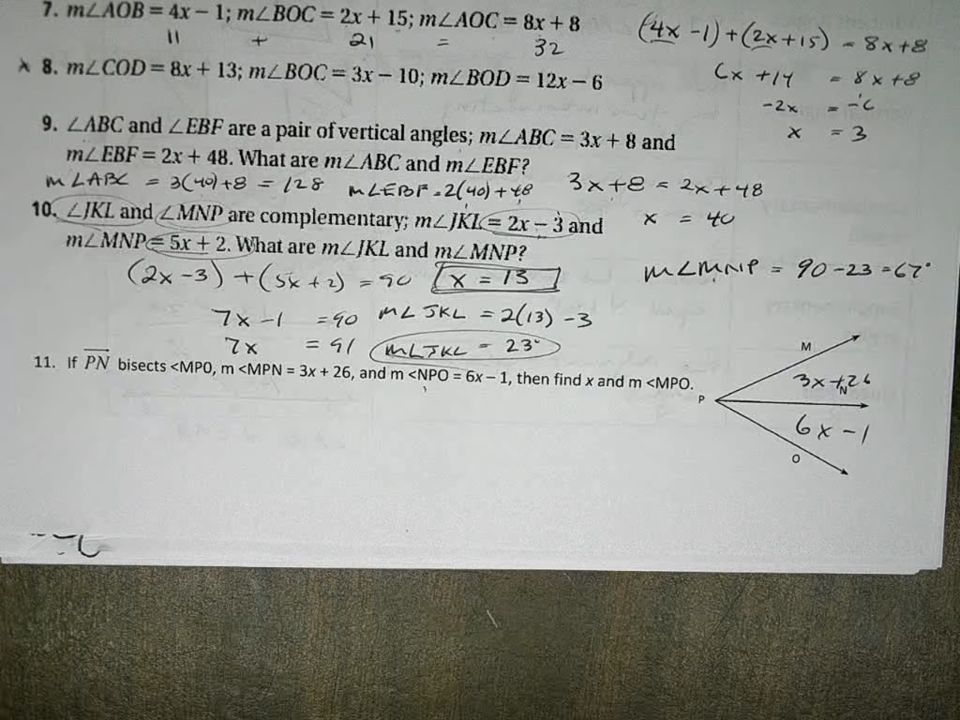 7. m∠AOB = 4x − 1; m∠BOC = 2x + 15; m∠AOC = 8x + 8
11 + 21 = 32
(4x -1)+(2x+15) = 8x+8
6x +14 = 8x+8
-2x = -6
x = 3
8. m∠COD = 8x + 13; m∠BOC = 3x − 10; m∠BOD = 12x − 6
9. ∠ABC and ∠EBF are a pair of vertical angles; m∠ABC = 3x + 8 and
m∠EBF = 2x + 48. What are m∠ABC and m∠EBF?
m∠ABC = 3(40)+8 = 128 m∠EBF = 2(40)+48
3x+8 = 2x+48
x = 40
10. ∠JKL and ∠MNP are complementary; m∠JKL = 2x − 3 and
m∠MNP = 5x + 2. What are m∠JKL and m∠MNP?
(2x -3) + (5x +2) = 90 x = 13
7x -1 = 90 m∠JKL = 2(13) -3
7x = 91 m∠JKL = 23°
m∠MNP = 90 -23 = 67°
11. If PN bisects <MPO, m <MPN = 3x + 26, and m <NPO = 6x – 1, then find x and m <MPO.
M
3x+26
N
P
6x -1
O